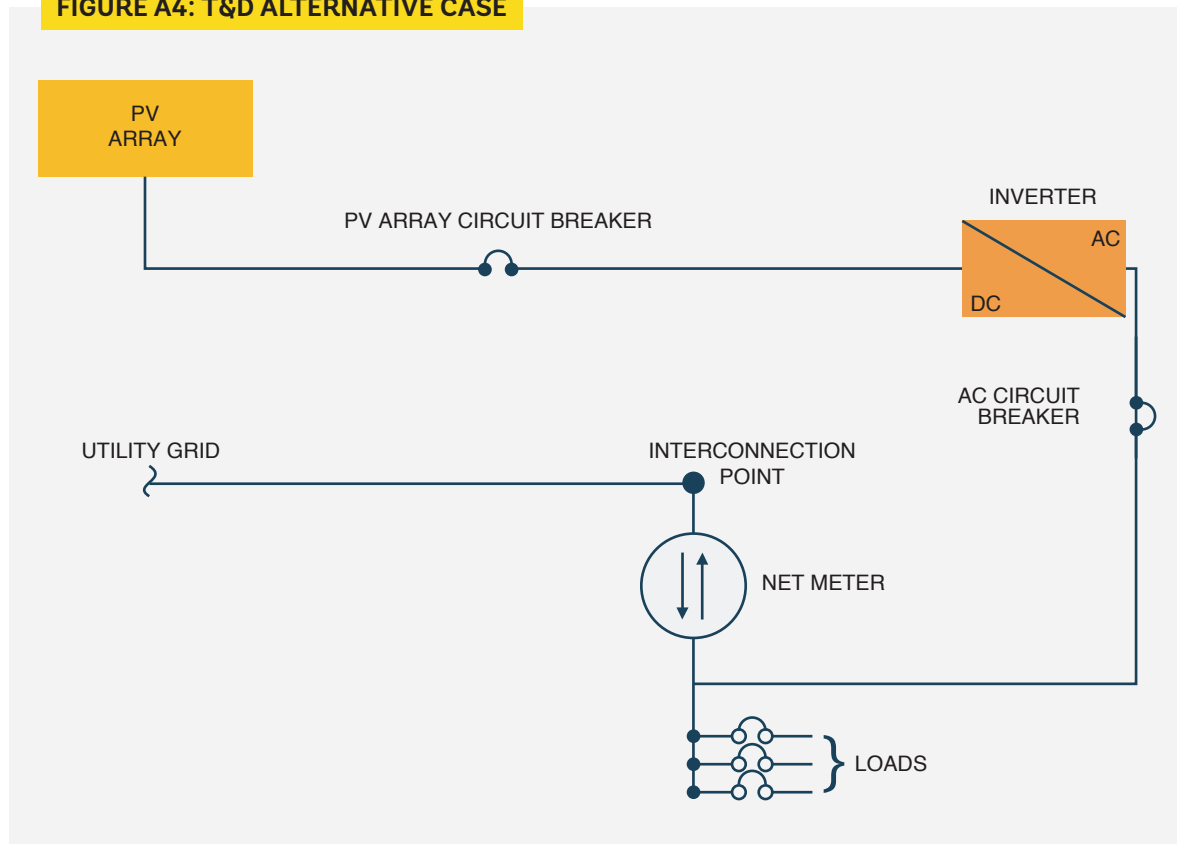 FIGURE A4: T&D ALTERNATIVE CASE
PV
ARRAY
PV ARRAY CIRCUIT BREAKER
INVERTER
AC
DC
AC CIRCUIT
BREAKER
UTILITY GRID
INTERCONNECTION
POINT
NET METER
LOADS